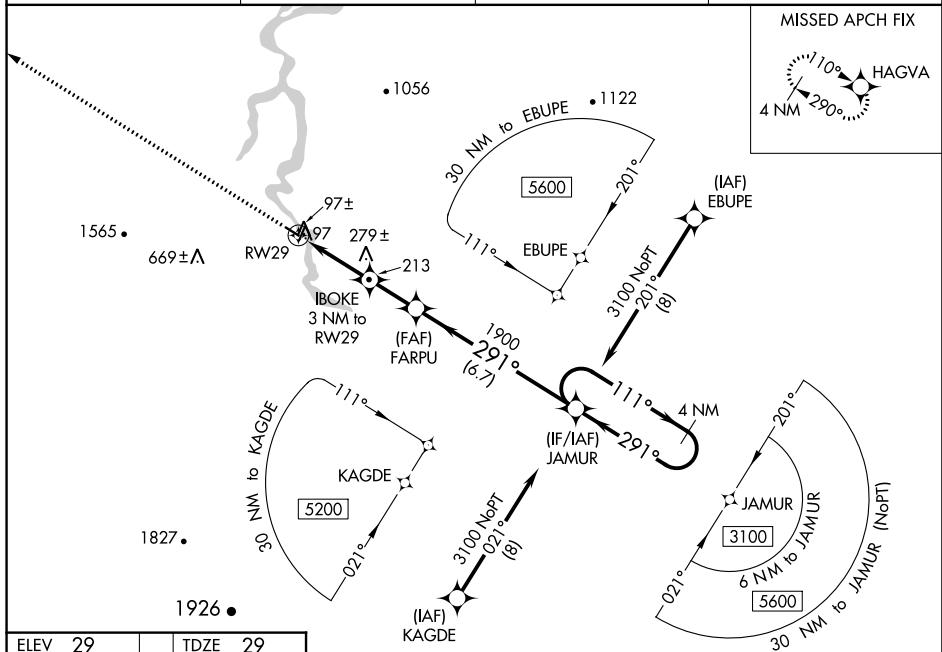 MISSED APCH FIX
110°
HAGVA
4 NM
290°
1056
1122
30 NM to EBUPE
5600
201°
111°
EBUPE
(IAF)
EBUPE
3100 NoPT
201°
(8)
1565
669±
97±
97
RW29
279±
213
IBOKE
3 NM to
RW29
(FAF)
FARPU
1900
291°
(6.7)
111°
4 NM
291°
(IF/IAF)
JAMUR
30 NM to KAGDE
111°
KAGDE
5200
021°
3100 NoPT
021°
(8)
(IAF)
KAGDE
201°
JAMUR
3100
6 NM to JAMUR
5600
021°
30 NM to JAMUR (NoPT)
1827
1926
ELEV 29
TDZE 29